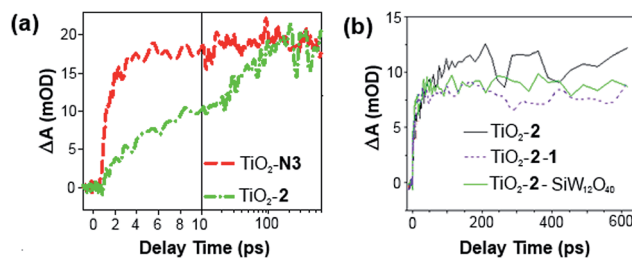 (a)
20
15
10
5
0
ΔA (mOD)
TiO2-N3
TiO2-2
0 2 4 6 8 10 100
Delay Time (ps)
(b)
15
10
5
0
ΔA (mOD)
TiO2-2
TiO2-2-1
TiO2-2-SiW12O40
0 200 400 600
Delay Time (ps)